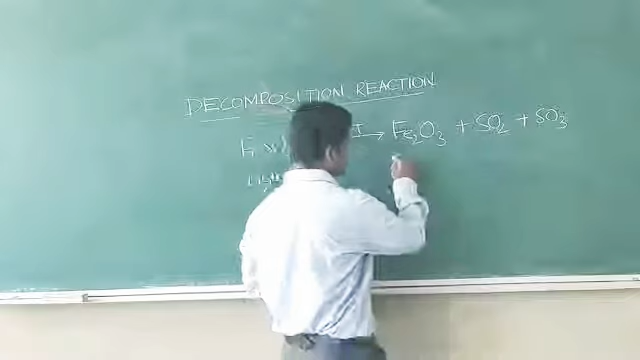 DECOMPOSITION REACTION
→ Fe₂O₃ + SO₂ + SO₃